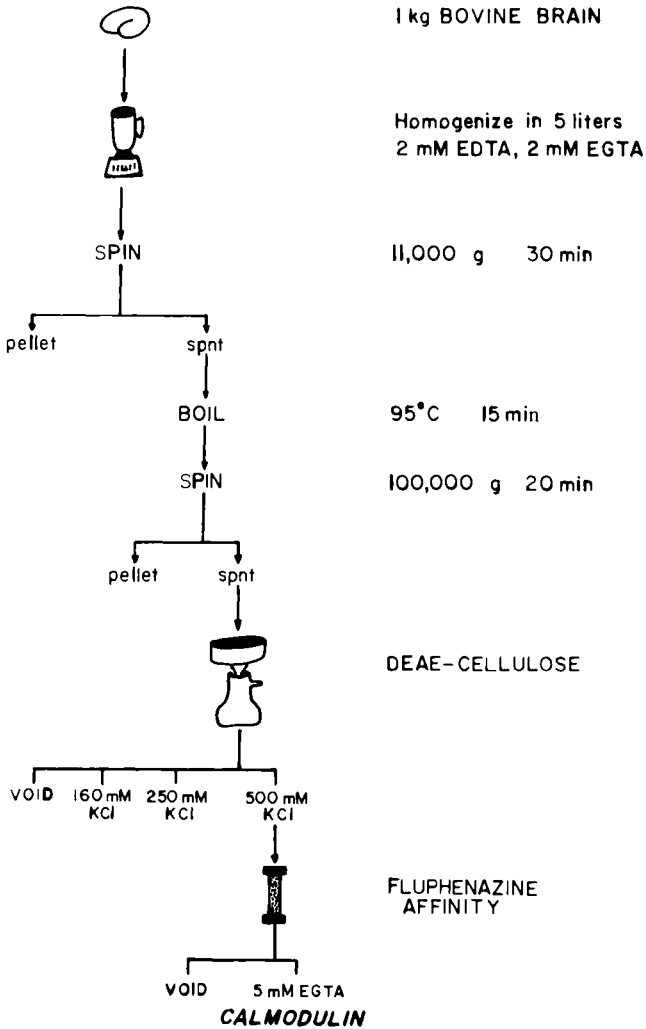 1 kg BOVINE BRAIN
Homogenize in 5 liters
2 mM EDTA, 2 mM EGTA
SPIN
11,000 g 30 min
pellet
spnt
BOIL
95°C 15 min
SPIN
100,000 g 20 min
pellet
spnt
DEAE-CELLULOSE
VOID
160 mM
KCl
250 mM
KCl
500 mM
KCl
FLUPHENAZINE
AFFINITY
VOID
5 mM EGTA
CALMODULIN